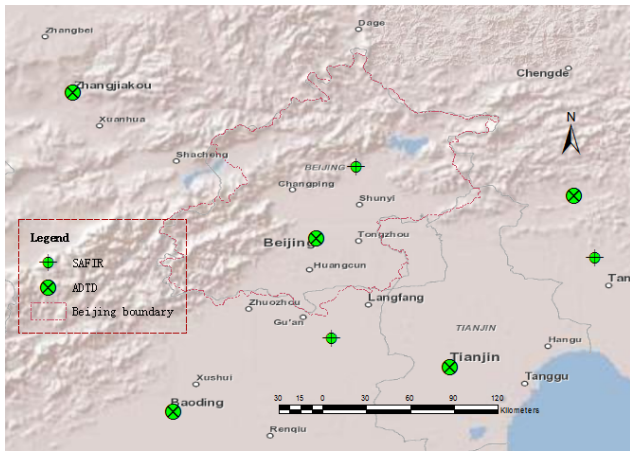 Dage
Zhangbei
Chengde
Zhangjiakou
N
Xuanhua
Shacheng
BEIJING
Changping
Shunyi
Legend
Beijing
Tongzhou
SAFIR
Huangcun
ADTD
Tan
Beijing boundary
Zhuozhou
Langfang
Gu'an
TIANJIN
Hangu
Tianjin
Xushui
Tanggu
Baoding
30 15 0 30 60 90 120
Kilometers
Renqiu